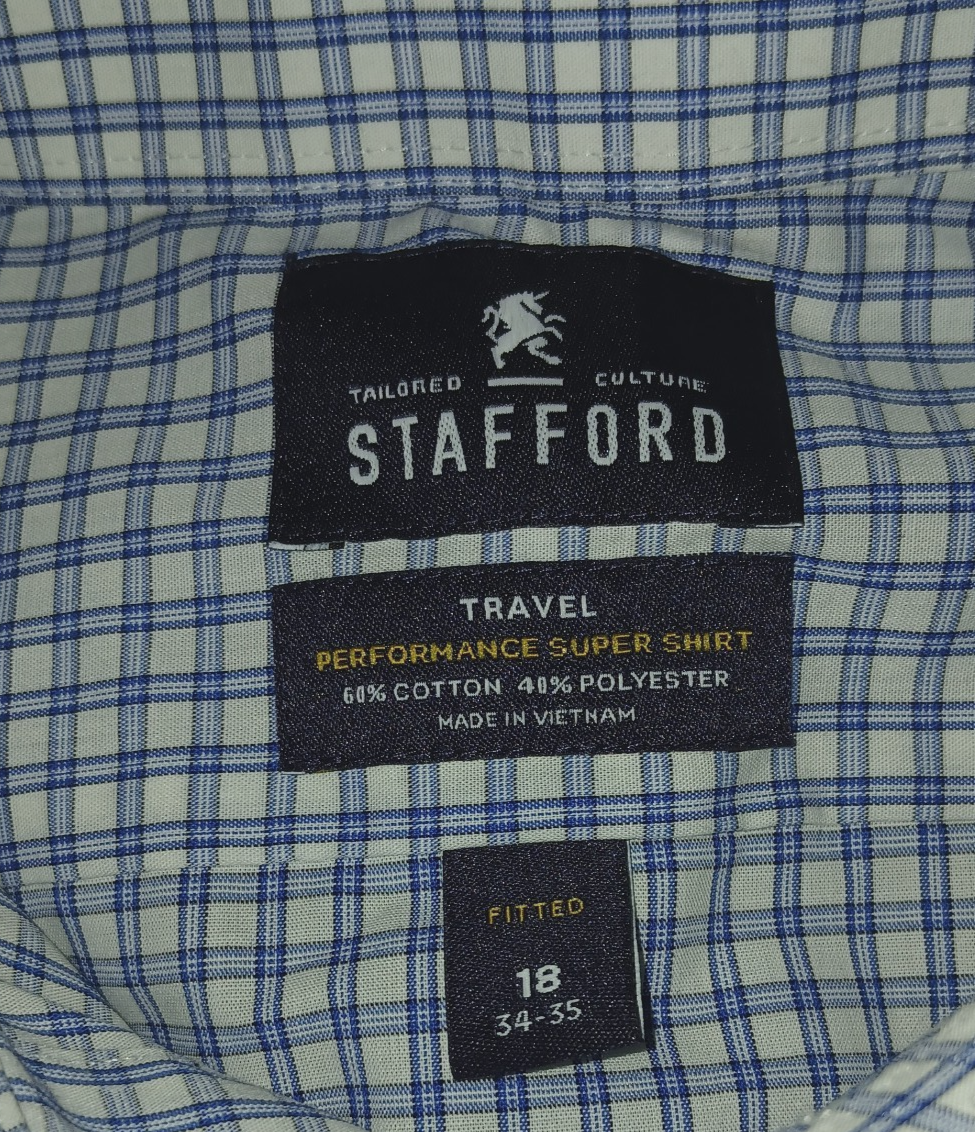 TAILORED CULTURE
STAFFORD
TRAVEL
PERFORMANCE SUPER SHIRT
60% COTTON 40% POLYESTER
MADE IN VIETNAM
FITTED
18
34-35